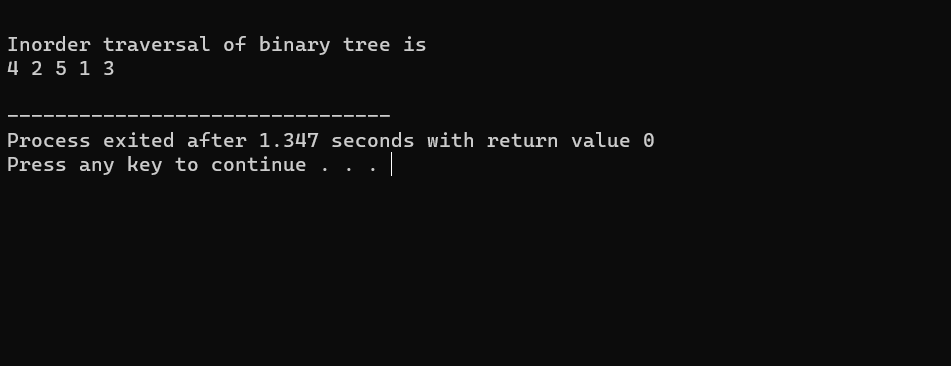 Inorder traversal of binary tree is
4 2 5 1 3
--------------------------------
Process exited after 1.347 seconds with return value 0
Press any key to continue . . .